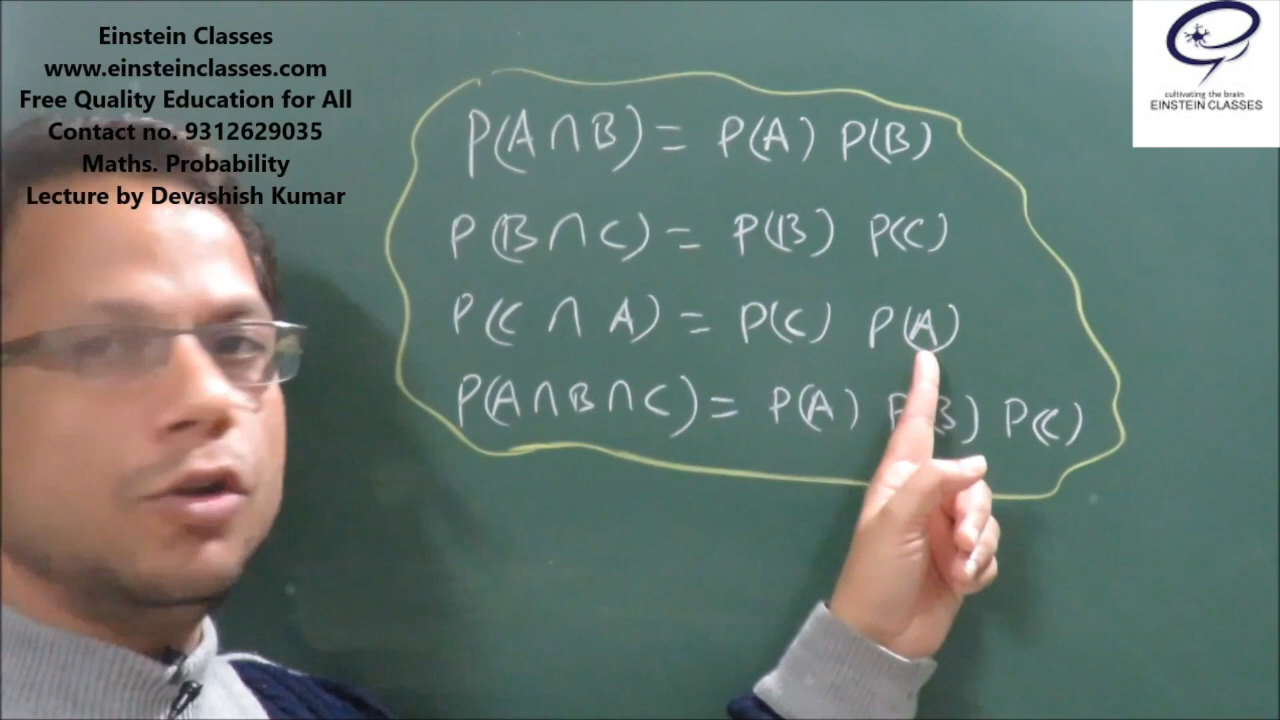 Einstein Classes
www.einsteinclasses.com
Free Quality Education for All
Contact no. 9312629035
Maths. Probability
Lecture by Devashish Kumar
cultivating the brain
EINSTEIN CLASSES
P(A∩B) = P(A) P(B)
P(B∩C) = P(B) P(C)
P(C∩A) = P(C) P(A)
P(A∩B∩C) = P(A) P(B) P(C)